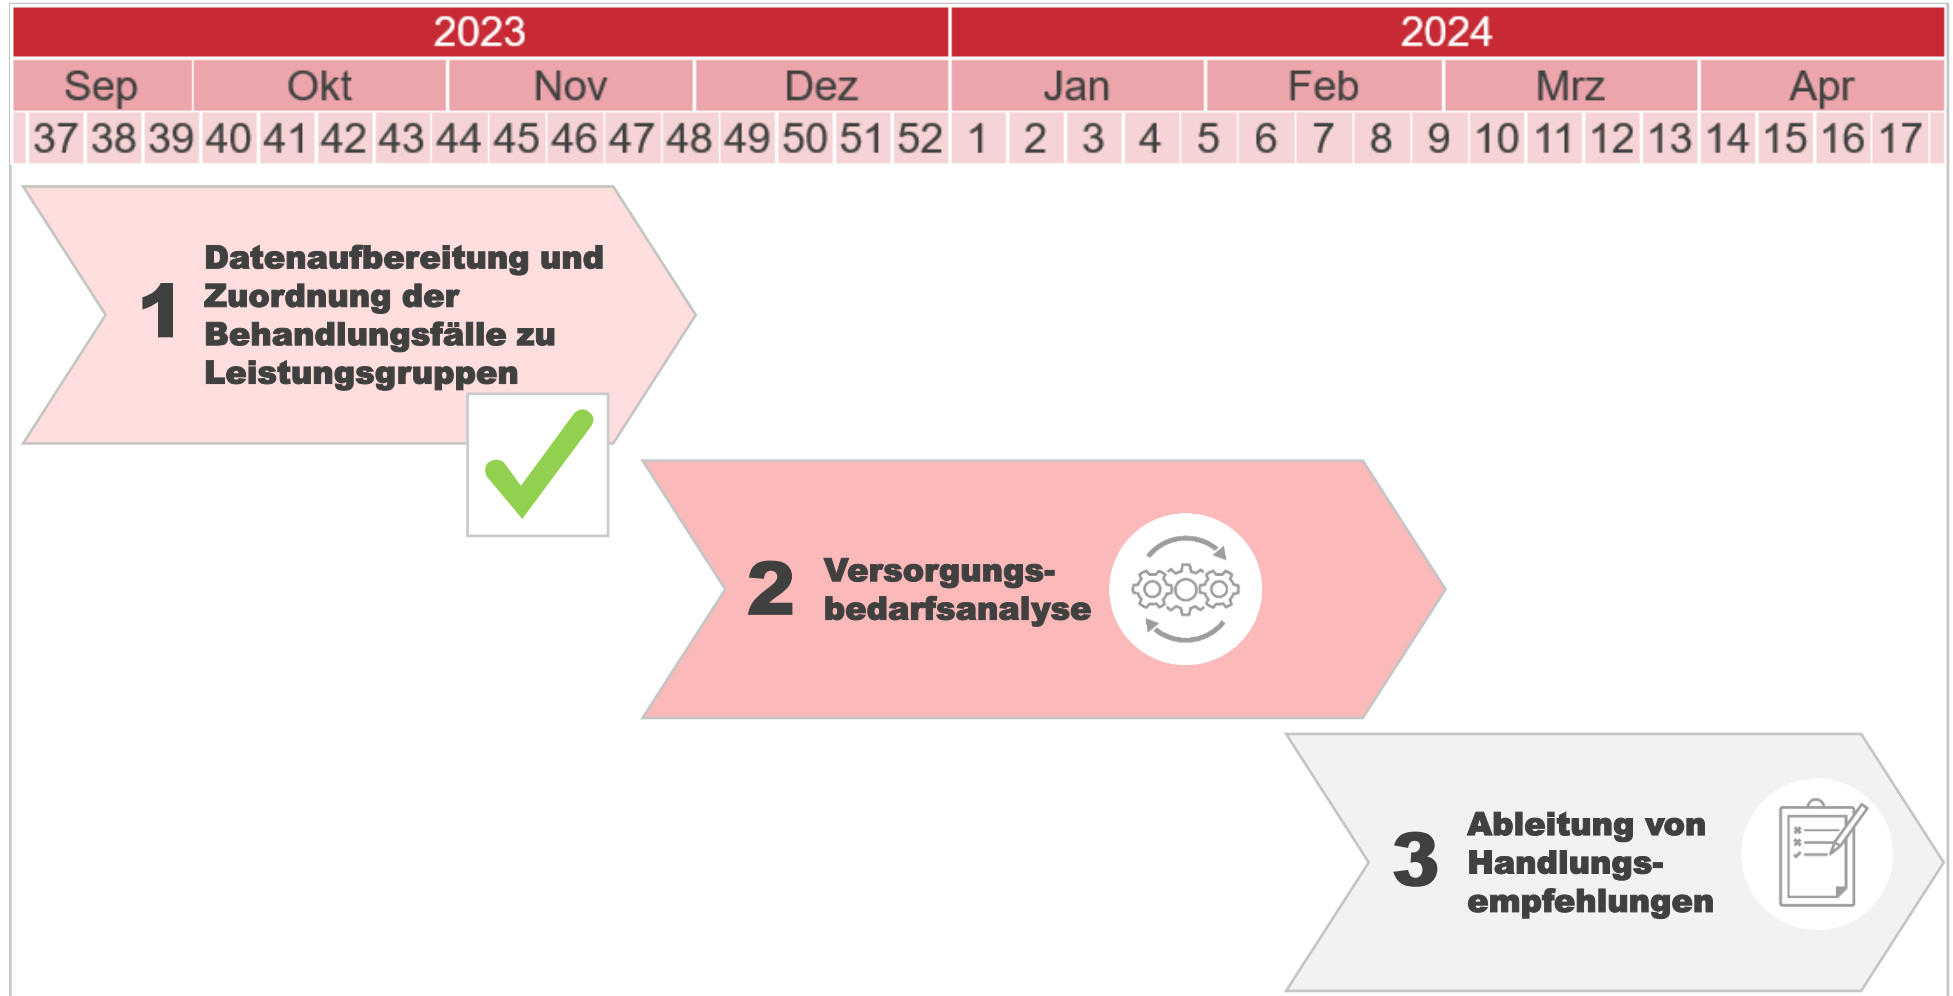 2023 2024
Sep Okt Nov Dez Jan Feb Mrz Apr
37 38 39 40 41 42 43 44 45 46 47 48 49 50 51 52 1 2 3 4 5 6 7 8 9 10 11 12 13 14 15 16 17
1
Datenaufbereitung und
Zuordnung der
Behandlungsfälle zu
Leistungsgruppen
2
Versorgungs-
bedarfsanalyse
3
Ableitung von
Handlungs-
empfehlungen